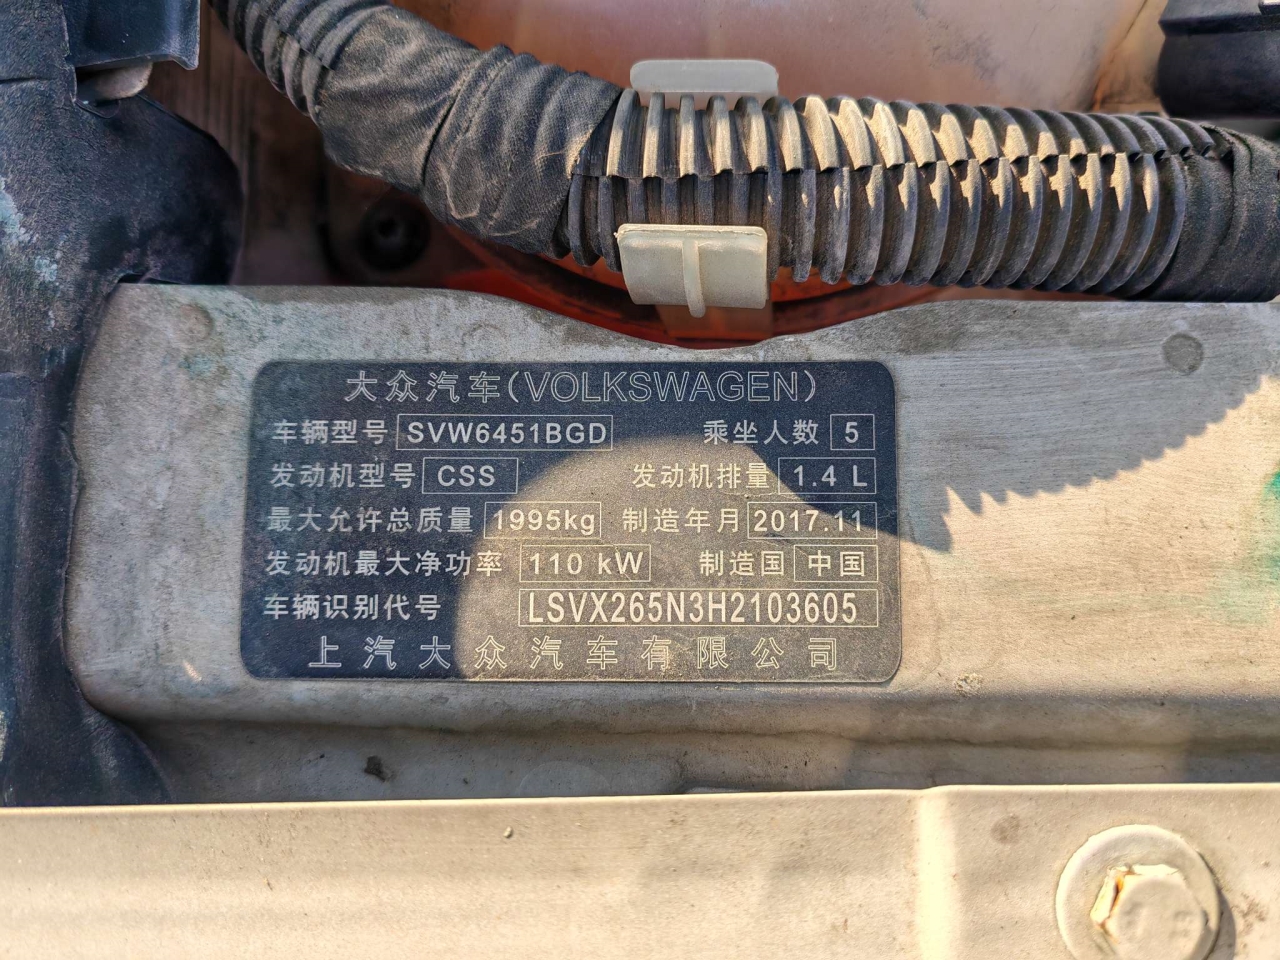 大众汽车(VOLKSWAGEN)
车辆型号 SVW6451BGD 乘坐人数 5
发动机型号 CSS 发动机排量 1.4 L
最大允许总质量 1995kg 制造年月 2017.11
发动机最大净功率 110 kW 制造国 中国
车辆识别代号 LSVX265N3H2103605
上汽大众汽车有限公司